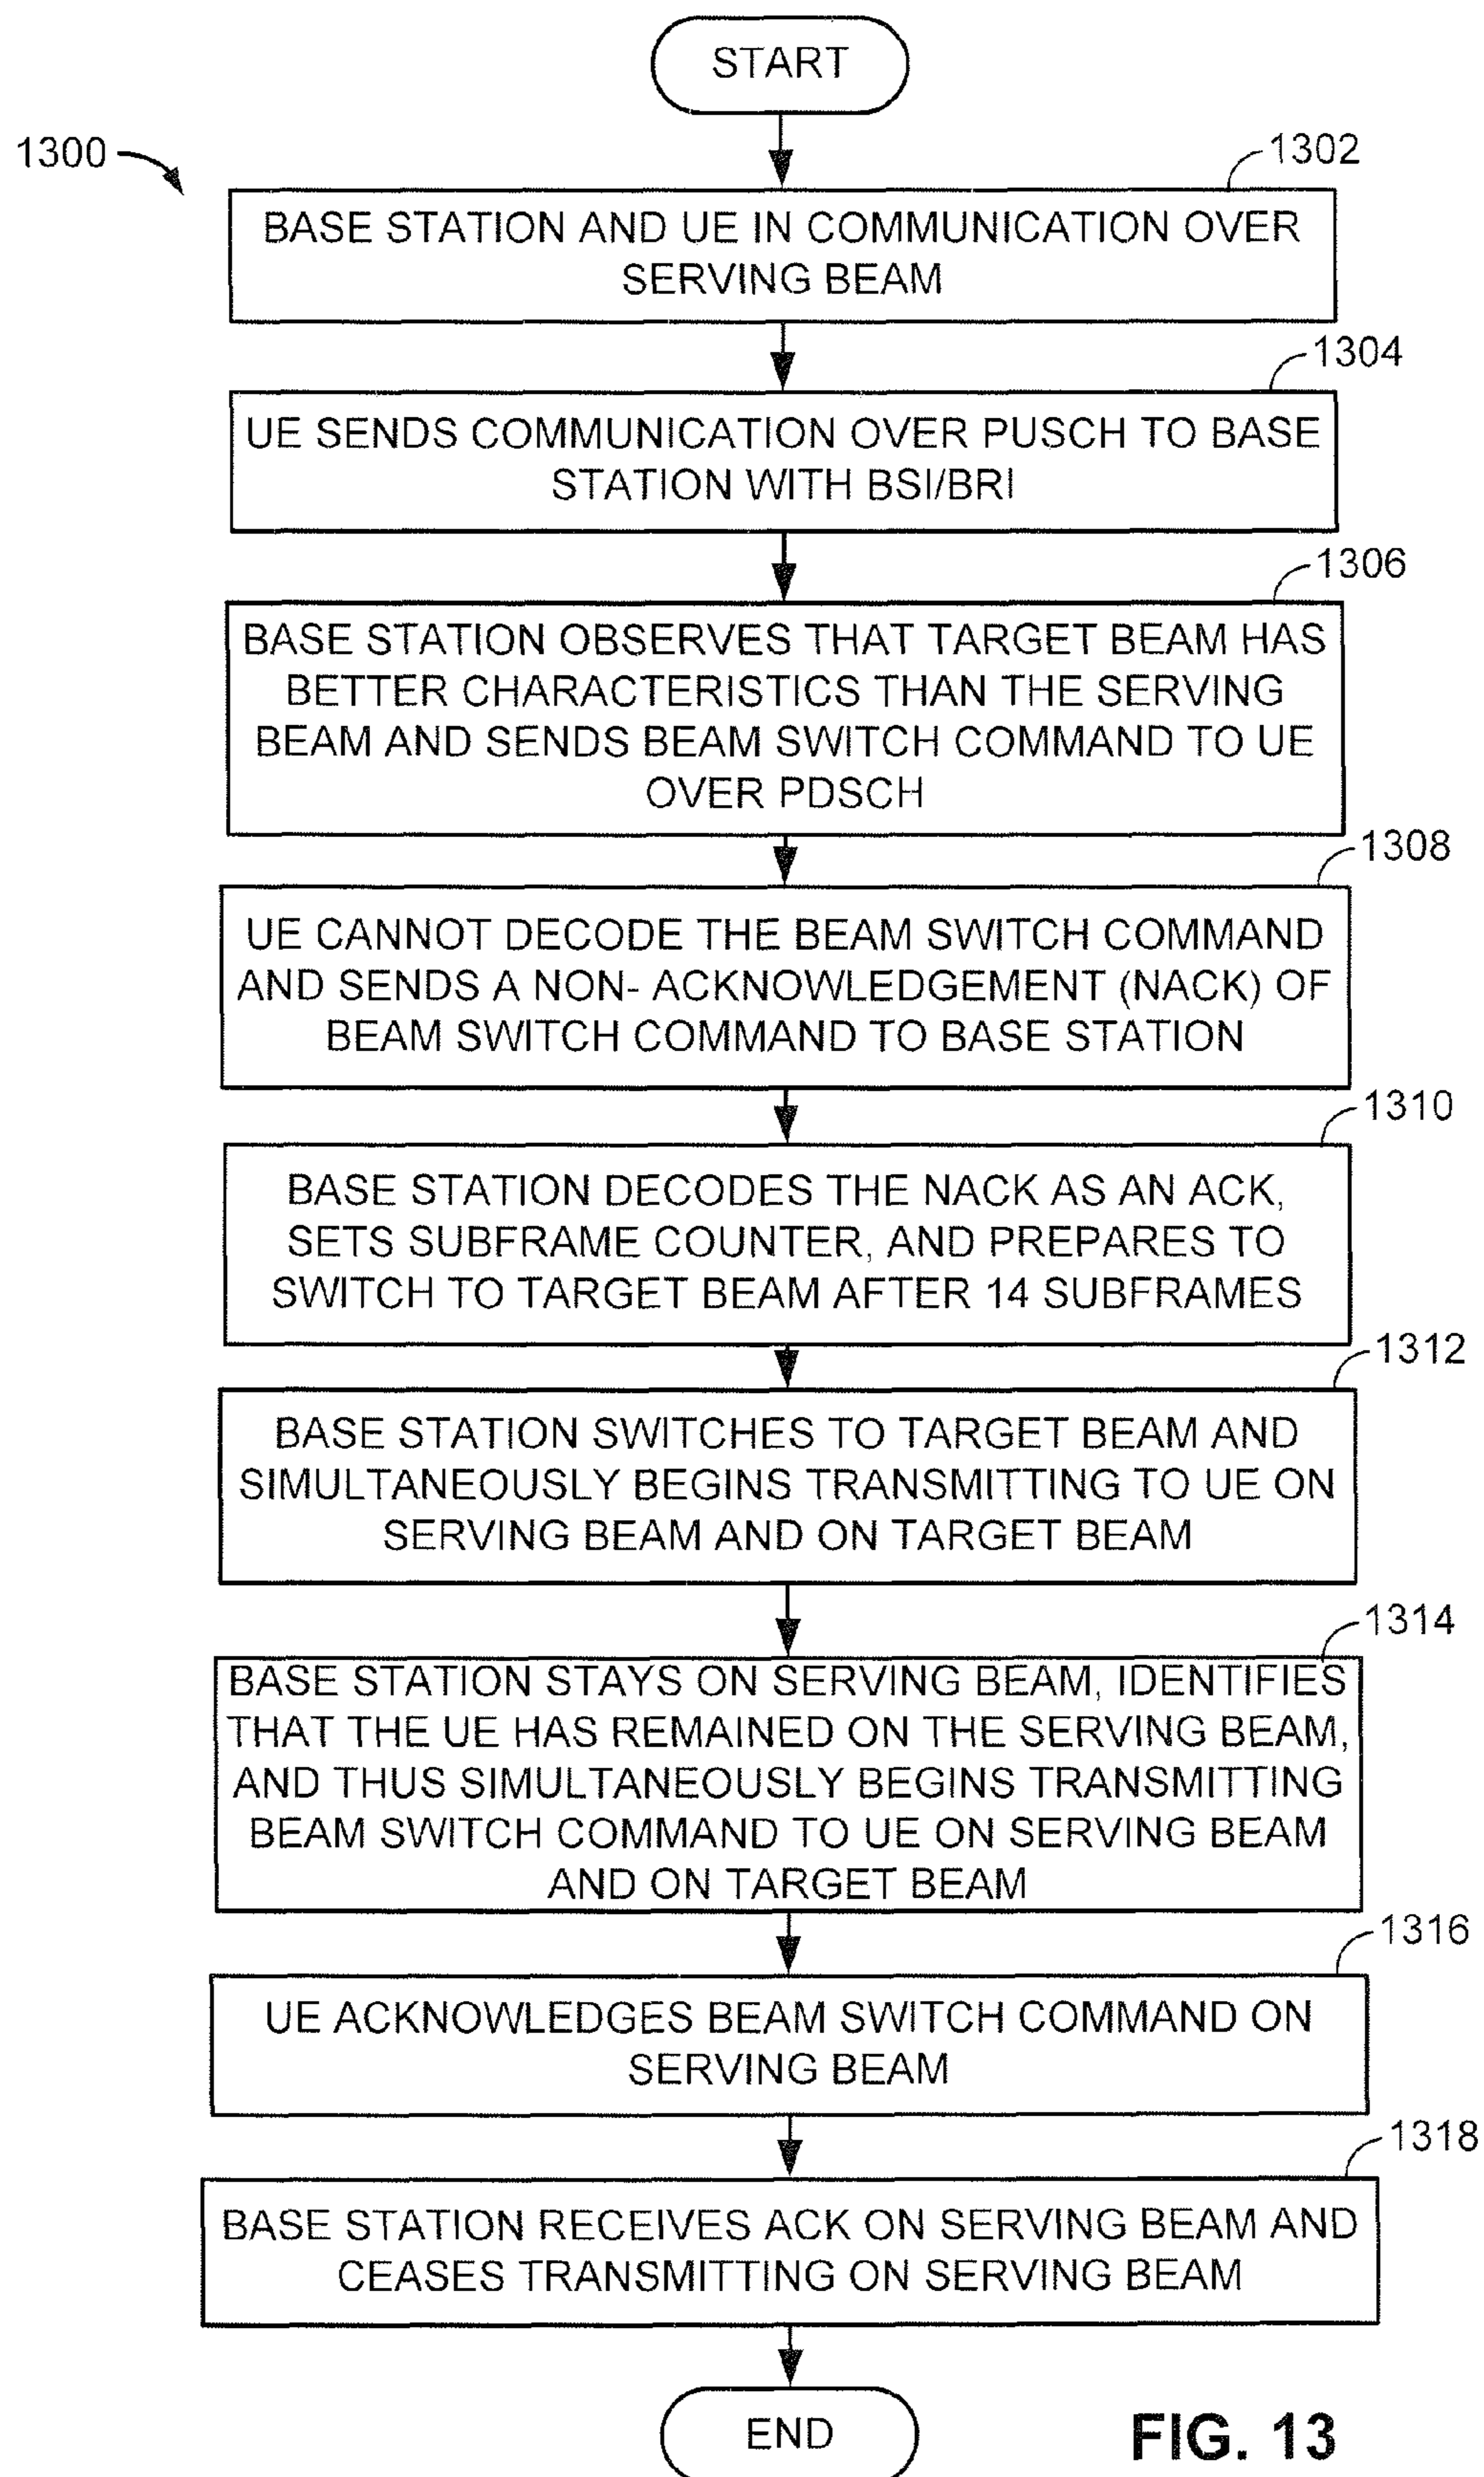 START
1300
1302
BASE STATION AND UE IN COMMUNICATION OVER
SERVING BEAM
1304
UE SENDS COMMUNICATION OVER PUSCH TO BASE
STATION WITH BSI/BRI
1306
BASE STATION OBSERVES THAT TARGET BEAM HAS
BETTER CHARACTERISTICS THAN THE SERVING
BEAM AND SENDS BEAM SWITCH COMMAND TO UE
OVER PDSCH
1308
UE CANNOT DECODE THE BEAM SWITCH COMMAND
AND SENDS A NON- ACKNOWLEDGEMENT (NACK) OF
BEAM SWITCH COMMAND TO BASE STATION
1310
BASE STATION DECODES THE NACK AS AN ACK,
SETS SUBFRAME COUNTER, AND PREPARES TO
SWITCH TO TARGET BEAM AFTER 14 SUBFRAMES
1312
BASE STATION SWITCHES TO TARGET BEAM AND
SIMULTANEOUSLY BEGINS TRANSMITTING TO UE ON
SERVING BEAM AND ON TARGET BEAM
1314
BASE STATION STAYS ON SERVING BEAM, IDENTIFIES
THAT THE UE HAS REMAINED ON THE SERVING BEAM,
AND THUS SIMULTANEOUSLY BEGINS TRANSMITTING
BEAM SWITCH COMMAND TO UE ON SERVING BEAM
AND ON TARGET BEAM
1316
UE ACKNOWLEDGES BEAM SWITCH COMMAND ON
SERVING BEAM
1318
BASE STATION RECEIVES ACK ON SERVING BEAM AND
CEASES TRANSMITTING ON SERVING BEAM
END
FIG. 13